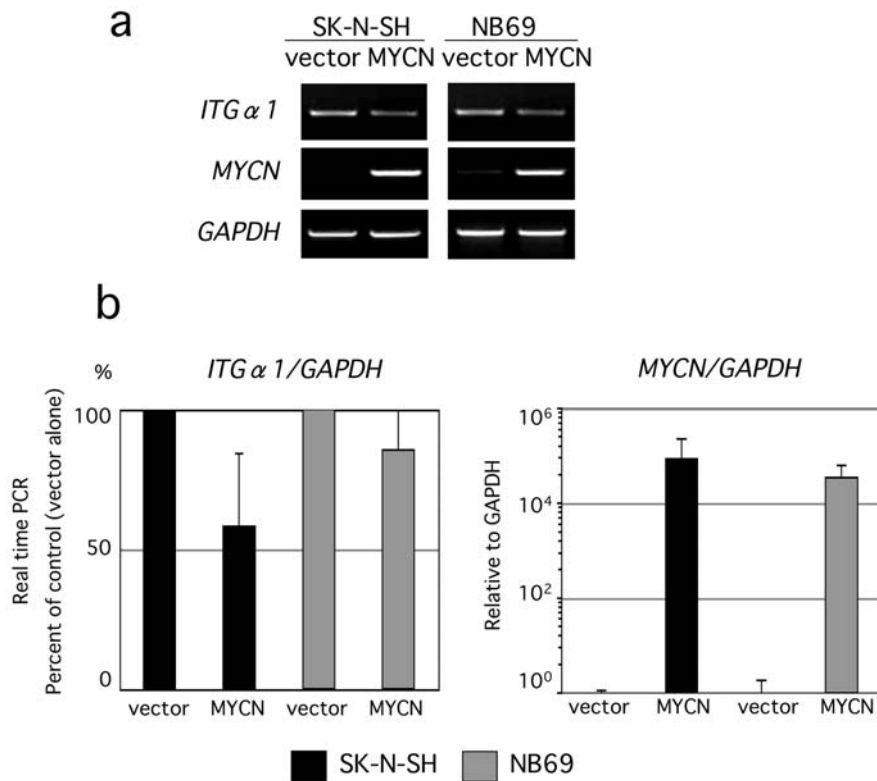 a
SK-N-SH NB69
vector MYCN vector MYCN
ITG α 1
MYCN
GAPDH
b
% ITG α 1/GAPDH
Real time PCR
Percent of control (vector alone)
100
50
0
vector MYCN vector MYCN
MYCN/GAPDH
Relative to GAPDH
10⁶
10⁴
10²
10⁰
vector MYCN vector MYCN
SK-N-SH NB69